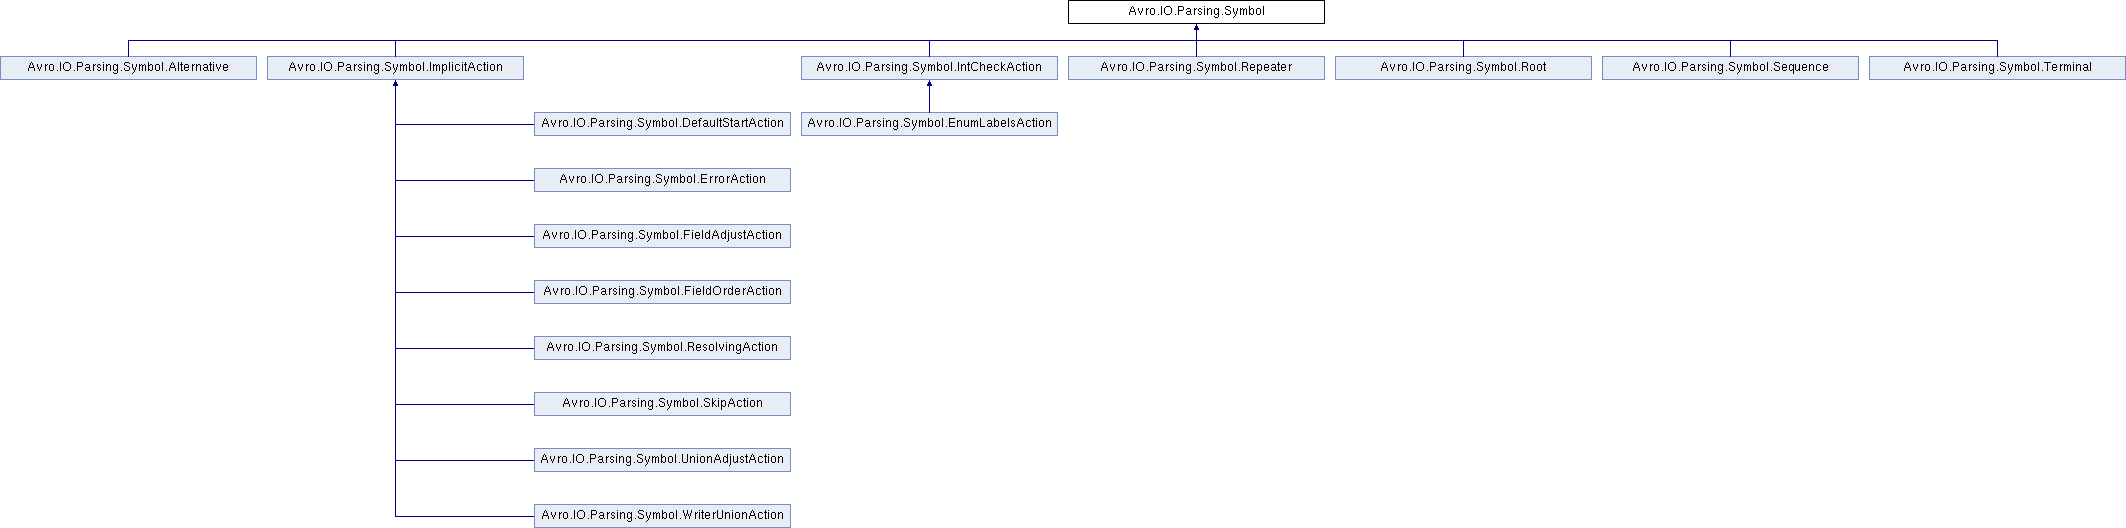 Avro.IO.Parsing.Symbol
Avro.IO.Parsing.Symbol.Alternative
Avro.IO.Parsing.Symbol.ImplicitAction
Avro.IO.Parsing.Symbol.IntCheckAction
Avro.IO.Parsing.Symbol.Repeater
Avro.IO.Parsing.Symbol.Root
Avro.IO.Parsing.Symbol.Sequence
Avro.IO.Parsing.Symbol.Terminal
Avro.IO.Parsing.Symbol.DefaultStartAction
Avro.IO.Parsing.Symbol.EnumLabelsAction
Avro.IO.Parsing.Symbol.ErrorAction
Avro.IO.Parsing.Symbol.FieldAdjustAction
Avro.IO.Parsing.Symbol.FieldOrderAction
Avro.IO.Parsing.Symbol.ResolvingAction
Avro.IO.Parsing.Symbol.SkipAction
Avro.IO.Parsing.Symbol.UnionAdjustAction
Avro.IO.Parsing.Symbol.WriterUnionAction